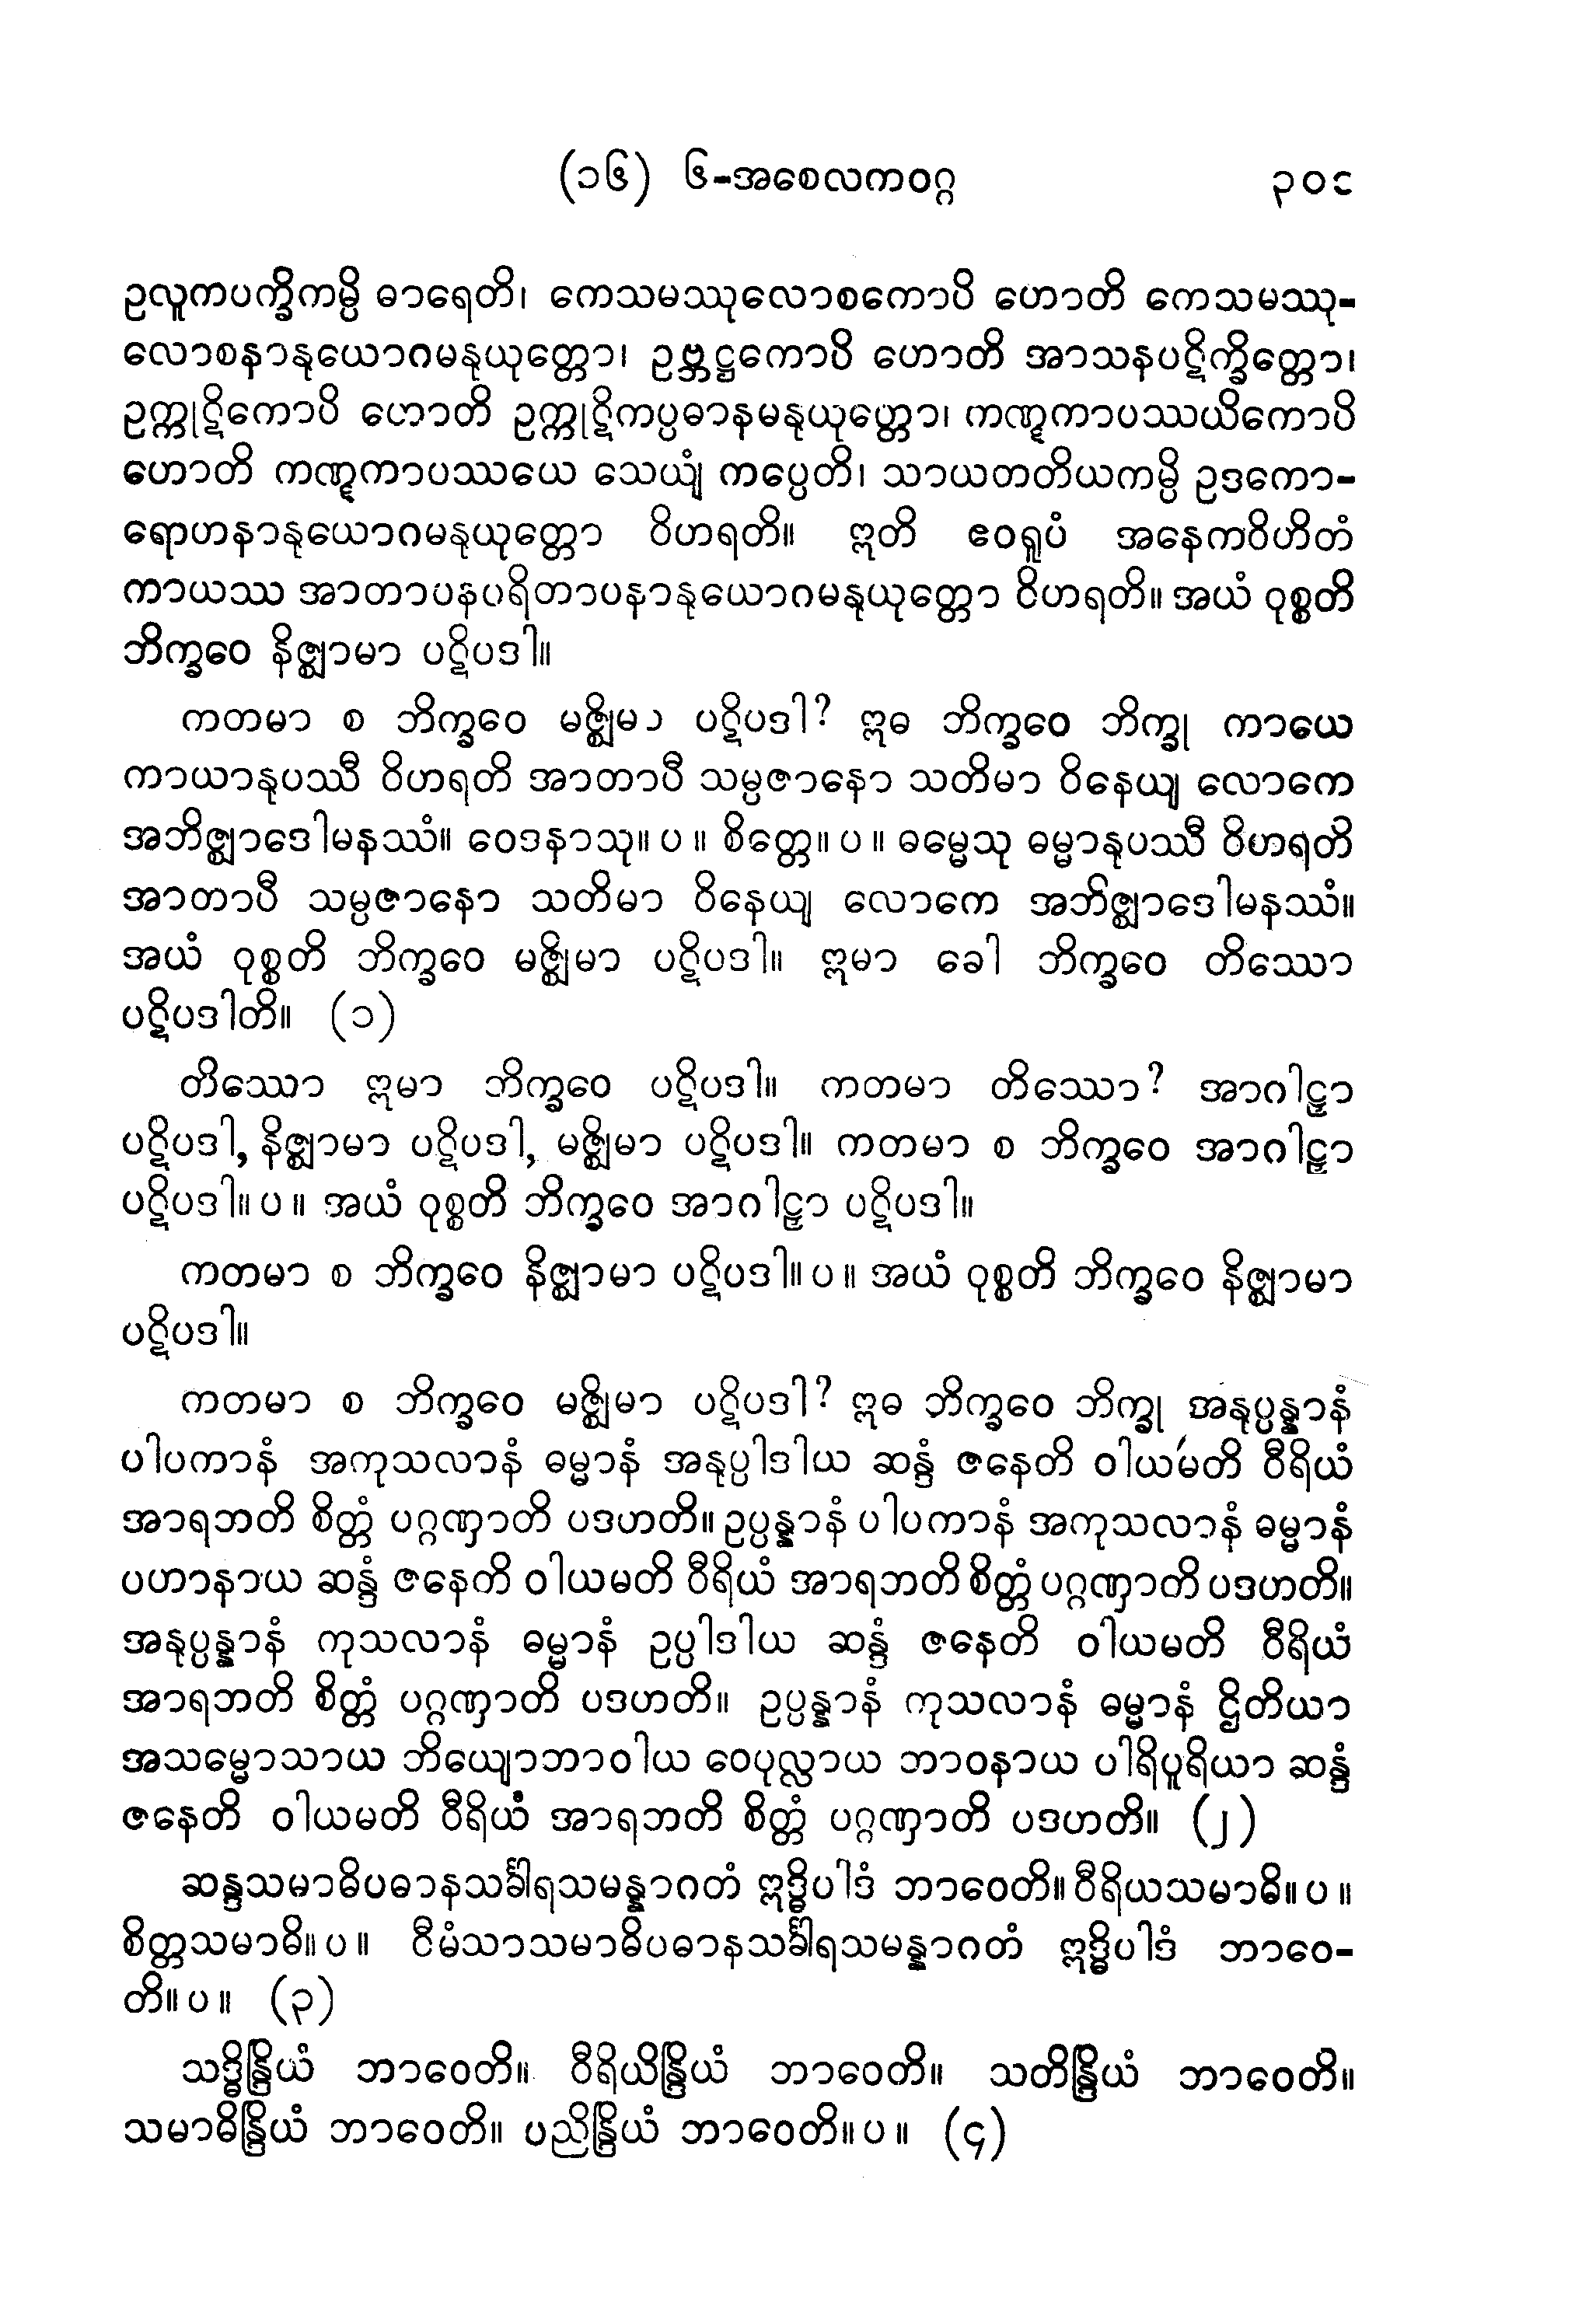 (၁၆) ၆-အစေလကဝဂ္ဂ ၃၀၁
ဥလူကပက္ခိကမ္ပိ ဓာရေတိ၊ ကေသမဿုလောစကောပိ ဟောတိ ကေသမဿု-
လောစနာနုယောဂမနုယုတ္တော၊ ဥဗ္ဘဋ္ဌကောပိ ဟောတိ အာသနပဋိက္ခိတ္တော၊
ဥက္ကုဋိကောပိ ဟောတိ ဥက္ကုဋိကပ္ပဓာနမနုယုတ္တော၊ ကဏ္ဋကာပဿယိကောပိ
ဟောတိ ကဏ္ဋကာပဿယေ သေယျံ ကပ္ပေတိ၊ သာယတတိယကမ္ပိ ဥဒကော-
ရောဟနာနုယောဂမနုယုတ္တော ဝိဟရတိ။ ဣတိ ဧဝရူပံ အနေကဝိဟိတံ
ကာယဿ အာတာပနပရိတာပနာနုယောဂမနုယုတ္တော ဝိဟရတိ။ အယံ ဝုစ္စတိ
ဘိက္ခဝေ နိဇ္ဈာမာ ပဋိပဒါ။
ကတမာ စ ဘိက္ခဝေ မဇ္ဈိမာ ပဋိပဒါ? ဣဓ ဘိက္ခဝေ ဘိက္ခု ကာယေ
ကာယာနုပဿီ ဝိဟရတိ အာတာပီ သမ္ပဇာနော သတိမာ ဝိနေယျ လောကေ
အဘိဇ္ဈာဒေါမနဿံ။ ဝေဒနာသု။ ပ ။ စိတ္တေ။ ပ ။ ဓမ္မေသု ဓမ္မာနုပဿီ ဝိဟရတိ
အာတာပီ သမ္ပဇာနော သတိမာ ဝိနေယျ လောကေ အဘိဇ္ဈာဒေါမနဿံ။
အယံ ဝုစ္စတိ ဘိက္ခဝေ မဇ္ဈိမာ ပဋိပဒါ။ ဣမာ ခေါ ဘိက္ခဝေ တိဿော
ပဋိပဒါတိ။ (၁)
တိဿော ဣမာ ဘိက္ခဝေ ပဋိပဒါ။ ကတမာ တိဿော? အာဂါဠှာ
ပဋိပဒါ, နိဇ္ဈာမာ ပဋိပဒါ, မဇ္ဈိမာ ပဋိပဒါ။ ကတမာ စ ဘိက္ခဝေ အာဂါဠှာ
ပဋိပဒါ။ ပ ။ အယံ ဝုစ္စတိ ဘိက္ခဝေ အာဂါဠှာ ပဋိပဒါ။
ကတမာ စ ဘိက္ခဝေ နိဇ္ဈာမာ ပဋိပဒါ။ ပ ။ အယံ ဝုစ္စတိ ဘိက္ခဝေ နိဇ္ဈာမာ
ပဋိပဒါ။
ကတမာ စ ဘိက္ခဝေ မဇ္ဈိမာ ပဋိပဒါ? ဣဓ ဘိက္ခဝေ ဘိက္ခု အနုပ္ပန္နာနံ
ပါပကာနံ အကုသလာနံ ဓမ္မာနံ အနုပ္ပါဒါယ ဆန္ဒံ ဇနေတိ ဝါယမတိ ဝီရိယံ
အာရဘတိ စိတ္တံ ပဂ္ဂဏှာတိ ပဒဟတိ။ ဥပ္ပန္နာနံ ပါပကာနံ အကုသလာနံ ဓမ္မာနံ
ပဟာနာယ ဆန္ဒံ ဇနေတိ ဝါယမတိ ဝီရိယံ အာရဘတိ စိတ္တံ ပဂ္ဂဏှာတိ ပဒဟတိ။
အနုပ္ပန္နာနံ ကုသလာနံ ဓမ္မာနံ ဥပ္ပါဒါယ ဆန္ဒံ ဇနေတိ ဝါယမတိ ဝီရိယံ
အာရဘတိ စိတ္တံ ပဂ္ဂဏှာတိ ပဒဟတိ။ ဥပ္ပန္နာနံ ကုသလာနံ ဓမ္မာနံ ဌိတိယာ
အသမ္မောသာယ ဘိယျောဘာဝါယ ဝေပုလ္လာယ ဘာဝနာယ ပါရိပူရိယာ ဆန္ဒံ
ဇနေတိ ဝါယမတိ ဝီရိယံ အာရဘတိ စိတ္တံ ပဂ္ဂဏှာတိ ပဒဟတိ။ (၂)
ဆန္ဒသမာဓိပဓာနသင်္ခါရသမန္နာဂတံ ဣဒ္ဓိပါဒံ ဘာဝေတိ။ ဝီရိယသမာဓိ။ ပ ။
စိတ္တသမာဓိ။ ပ ။ ဝီမံသာသမာဓိပဓာနသင်္ခါရသမန္နာဂတံ ဣဒ္ဓိပါဒံ ဘာဝေ-
တိ။ ပ ။ (၃)
သဒ္ဓိန္ဒြိယံ ဘာဝေတိ။ ဝီရိယိန္ဒြိယံ ဘာဝေတိ။ သတိန္ဒြိယံ ဘာဝေတိ။
သမာဓိန္ဒြိယံ ဘာဝေတိ။ ပညိန္ဒြိယံ ဘာဝေတိ။ ပ ။ (၄)